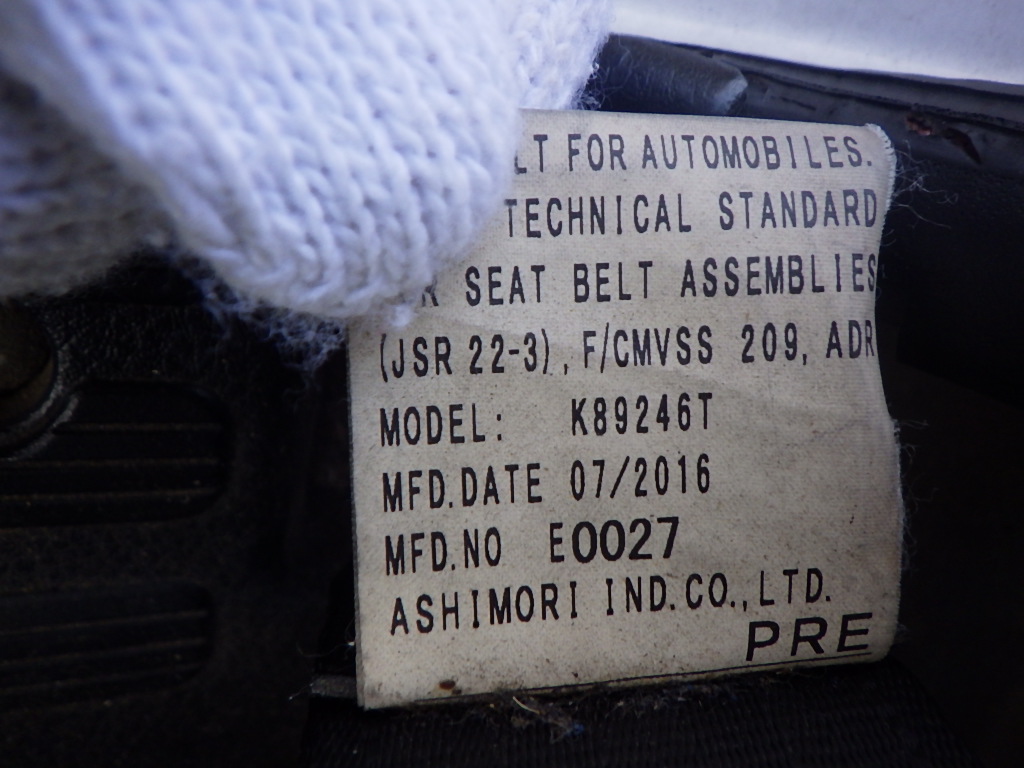 LT FOR AUTOMOBILES.
TECHNICAL STANDARD
SEAT BELT ASSEMBLIES
(JSR 22-3), F/CMVSS 209, ADR
MODEL: K89246T
MFD.DATE 07/2016
MFD.NO E0027
ASHIMORI IND.CO.,LTD.
PRE